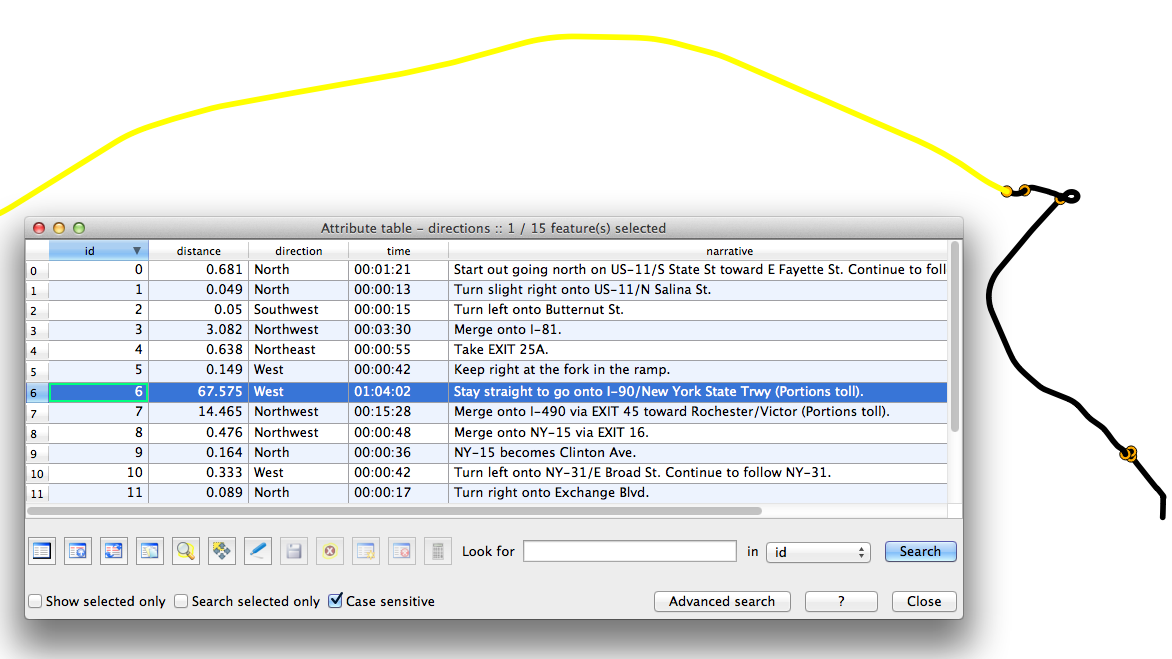 Attribute table – directions :: 1 / 15 feature(s) selected
id distance direction time narrative
0 0 0.681 North 00:01:21 Start out going north on US-11/S State St toward E Fayette St. Continue to foll
1 1 0.049 North 00:00:13 Turn slight right onto US-11/N Salina St.
2 2 0.05 Southwest 00:00:15 Turn left onto Butternut St.
3 3 3.082 Northwest 00:03:30 Merge onto I-81.
4 4 0.638 Northeast 00:00:55 Take EXIT 25A.
5 5 0.149 West 00:00:42 Keep right at the fork in the ramp.
6 6 67.575 West 01:04:02 Stay straight to go onto I-90/New York State Trwy (Portions toll).
7 7 14.465 Northwest 00:15:28 Merge onto I-490 via EXIT 45 toward Rochester/Victor (Portions toll).
8 8 0.476 Northwest 00:00:48 Merge onto NY-15 via EXIT 16.
9 9 0.164 North 00:00:36 NY-15 becomes Clinton Ave.
10 10 0.333 West 00:00:42 Turn left onto NY-31/E Broad St. Continue to follow NY-31.
11 11 0.089 North 00:00:17 Turn right onto Exchange Blvd.
Look for in id Search
Show selected only Search selected only Case sensitive Advanced search ? Close